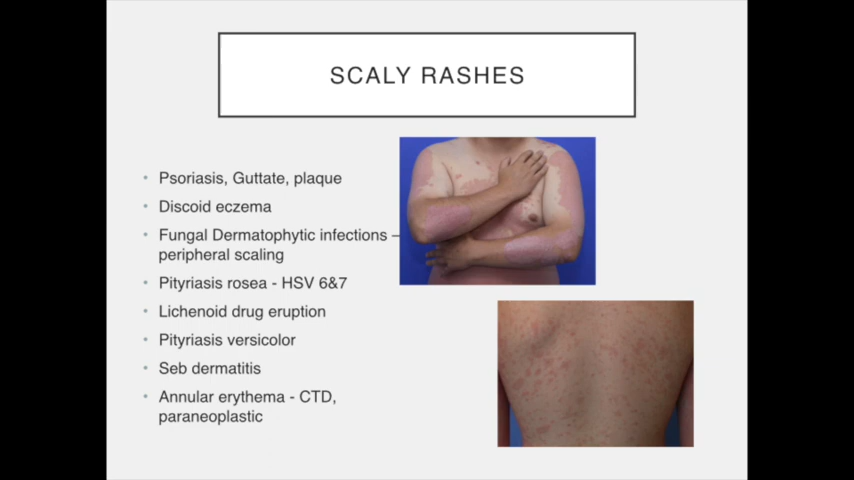 SCALY RASHES
• Psoriasis, Guttate, plaque
• Discoid eczema
• Fungal Dermatophytic infections –
peripheral scaling
• Pityriasis rosea - HSV 6&7
• Lichenoid drug eruption
• Pityriasis versicolor
• Seb dermatitis
• Annular erythema - CTD,
paraneoplastic